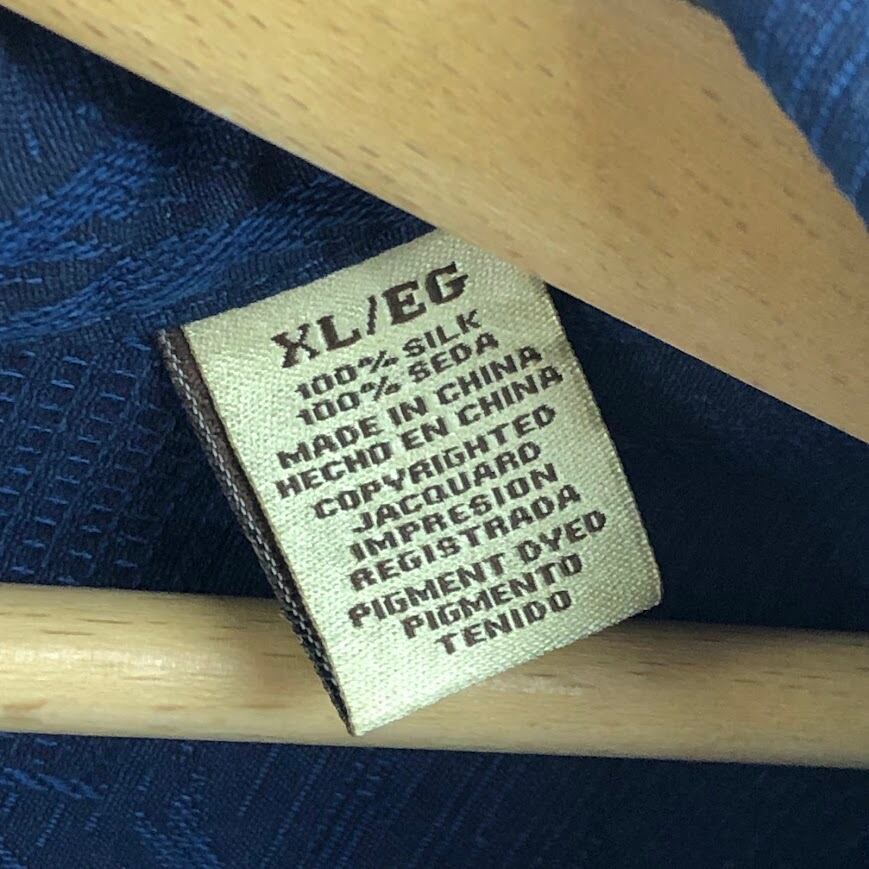 XL/EG
100% SILK
100% SEDA
MADE IN CHINA
HECHO EN CHINA
COPYRIGHTED
JACQUARD
IMPRESION
REGISTRADA
PIGMENT DYED
PIGMENTO
TENIDO